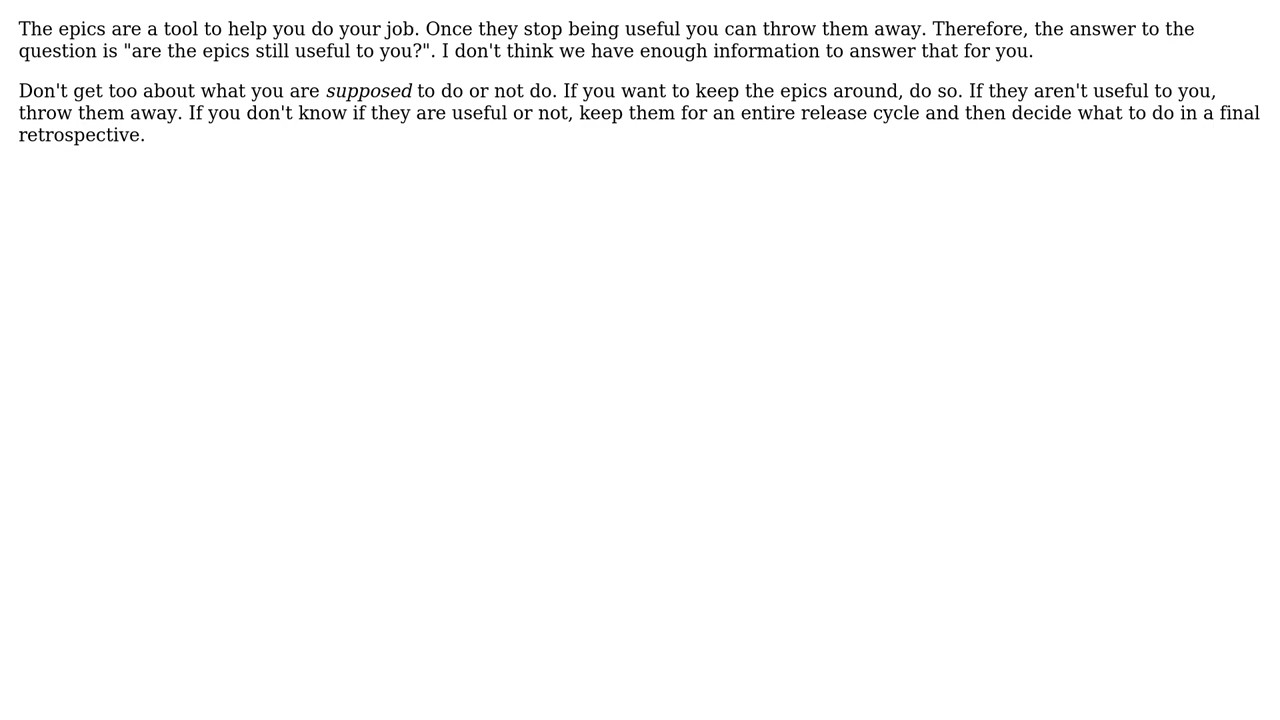 The epics are a tool to help you do your job. Once they stop being useful you can throw them away. Therefore, the answer to the
question is "are the epics still useful to you?". I don't think we have enough information to answer that for you.
Don't get too about what you are supposed to do or not do. If you want to keep the epics around, do so. If they aren't useful to you,
throw them away. If you don't know if they are useful or not, keep them for an entire release cycle and then decide what to do in a final
retrospective.